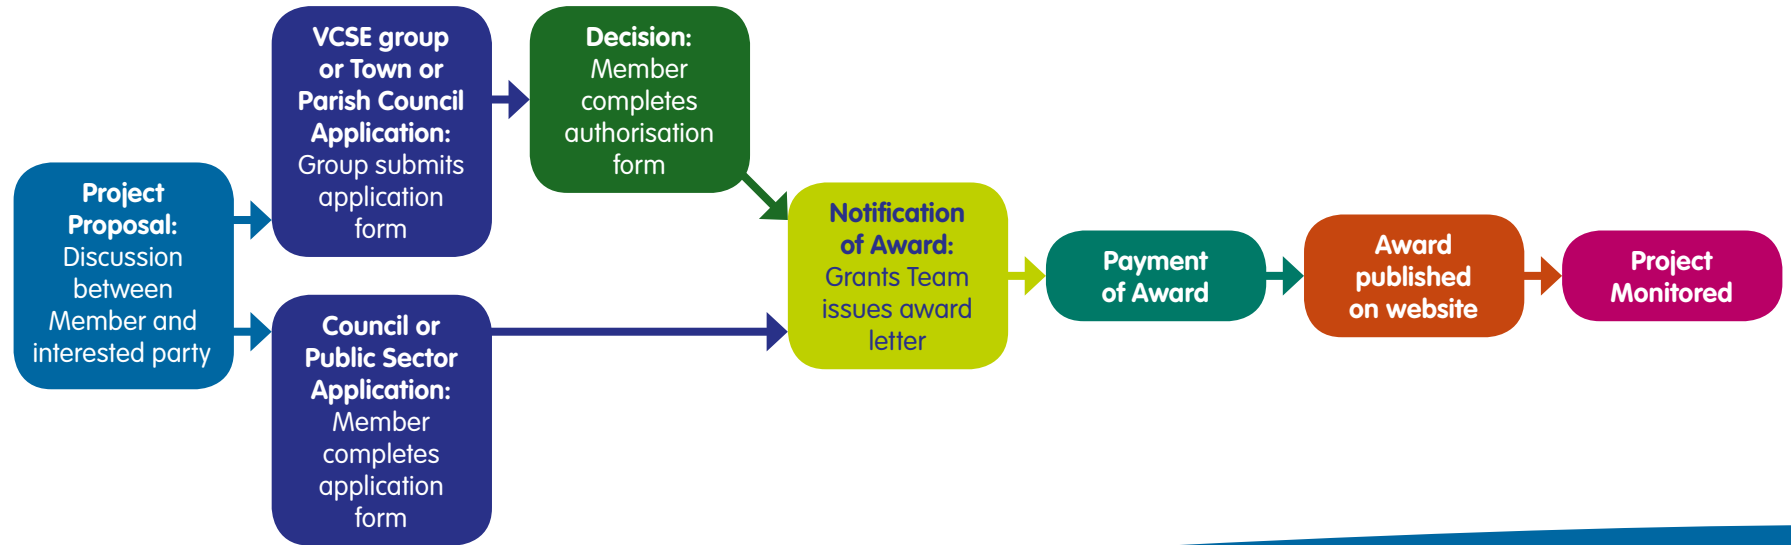 Project
Proposal:
Discussion
between
Member and
interested party
VCSE group
or Town or
Parish Council
Application:
Group submits
application
form
Decision:
Member
completes
authorisation
form
Council or
Public Sector
Application:
Member
completes
application
form
Notification
of Award:
Grants Team
issues award
letter
Payment
of Award
Award
published
on website
Project
Monitored